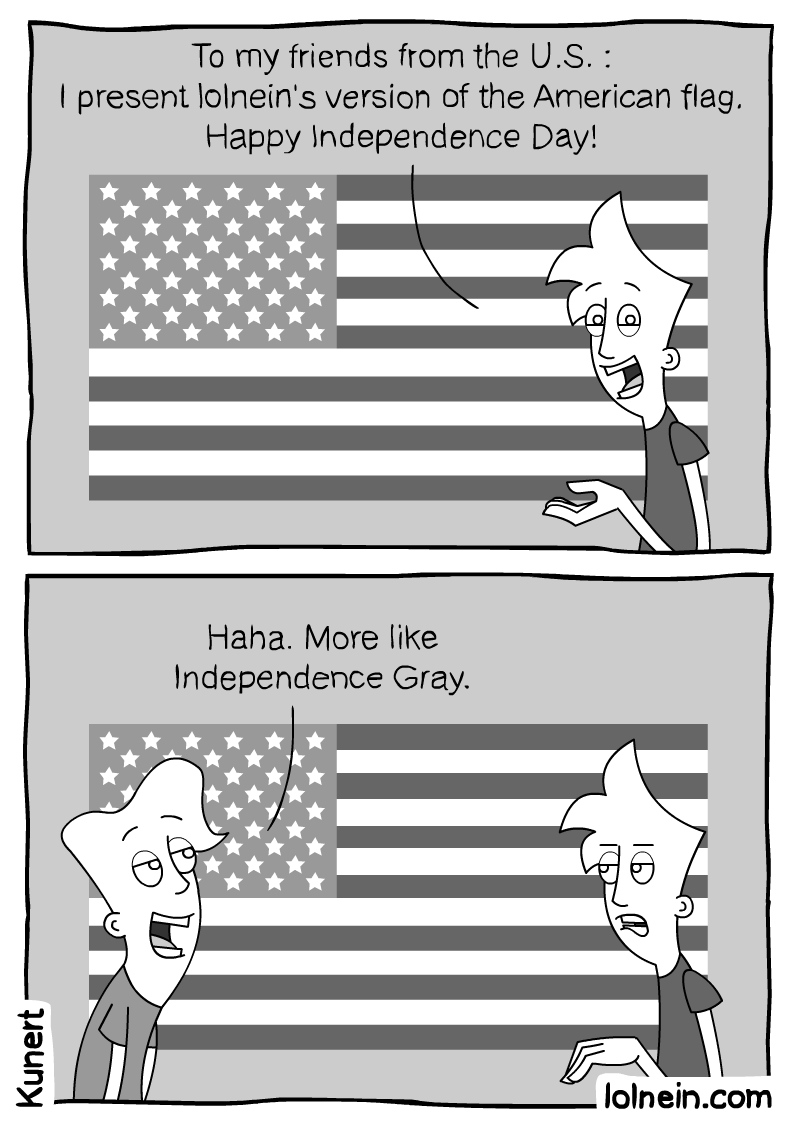 To my friends from the U.S. :
I present lolnein's version of the American flag.
Happy Independence Day!
Haha. More like
Independence Gray.
Kunert
lolnein.com